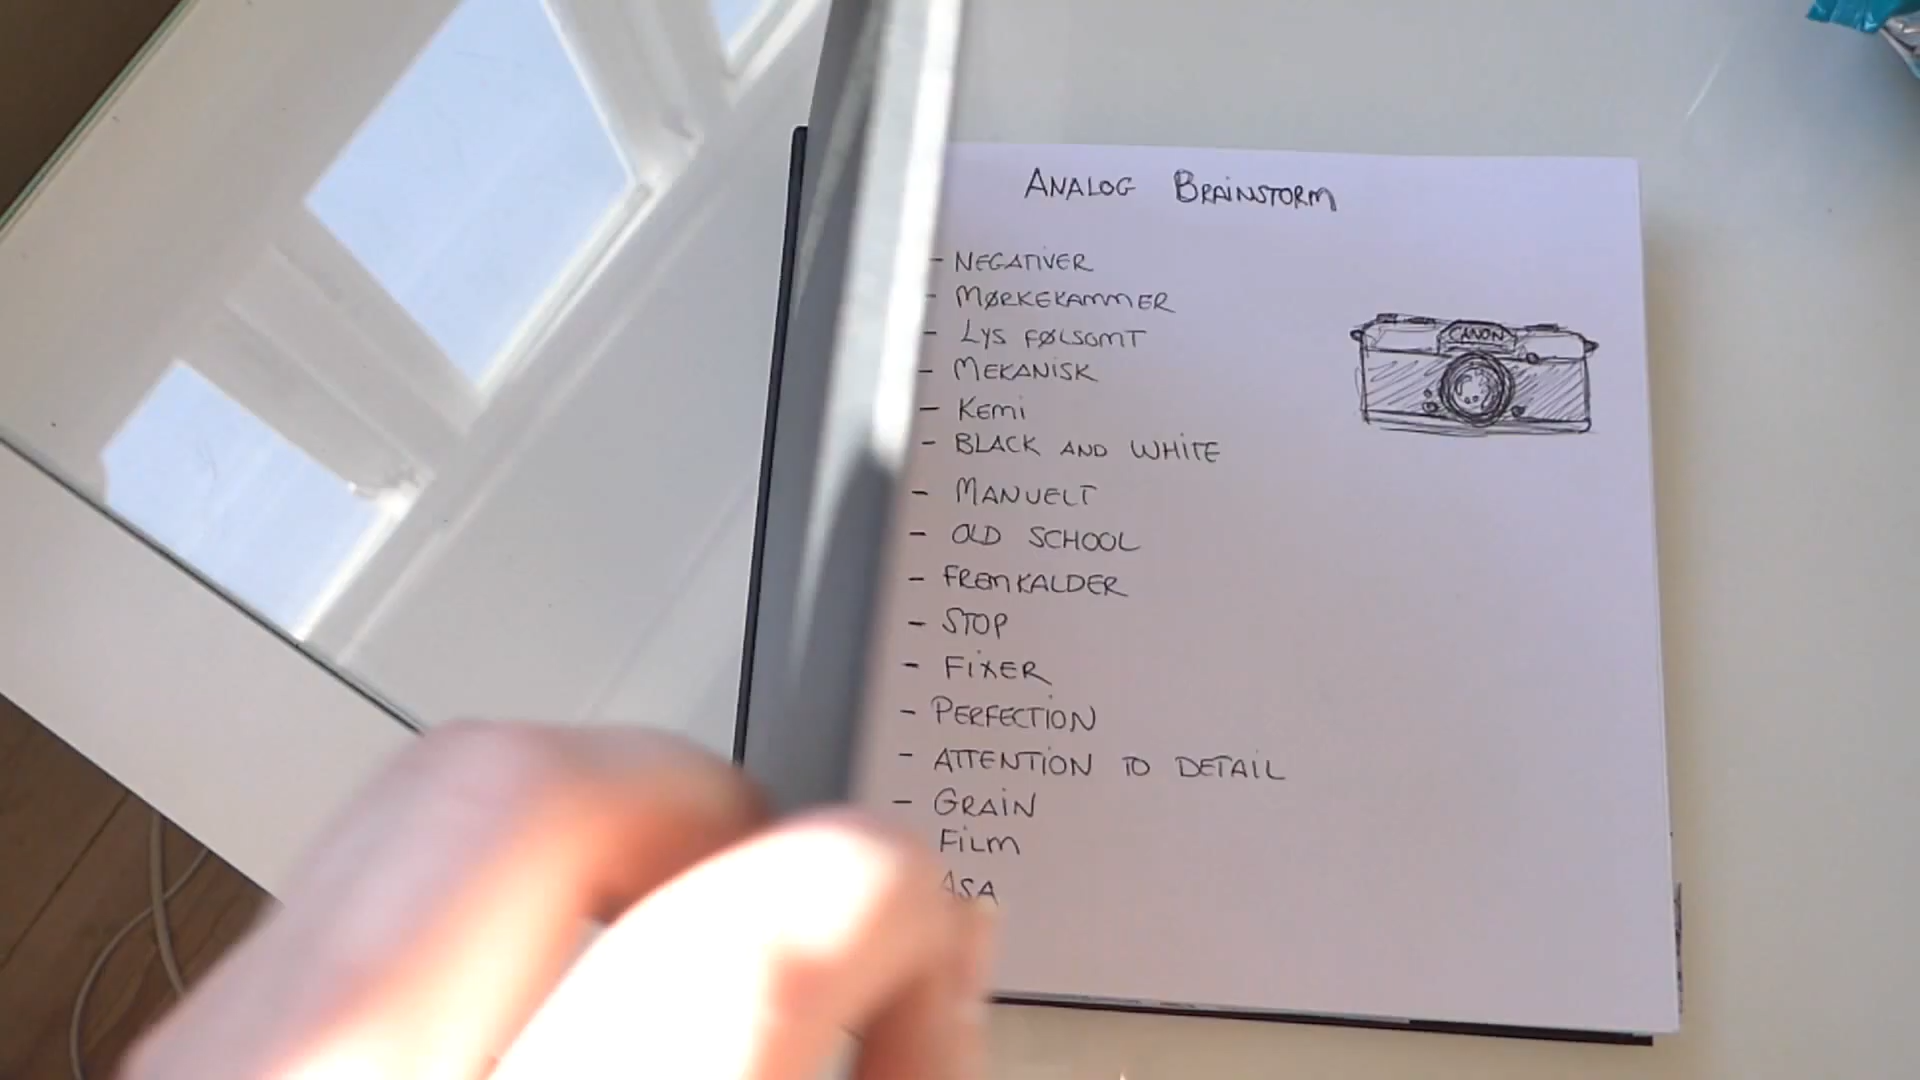 ANALOG BRAINSTORM
- NEGATIVER
- MØRKEKAMMER
- LYS FØLSOMT
- MEKANISK
- KEMI
- BLACK AND WHITE
- MANUELT
- OLD SCHOOL
- FREMKALDER
- STOP
- FIXER
- PERFECTION
- ATTENTION TO DETAIL
- GRAIN
FILM
ASA
CANON